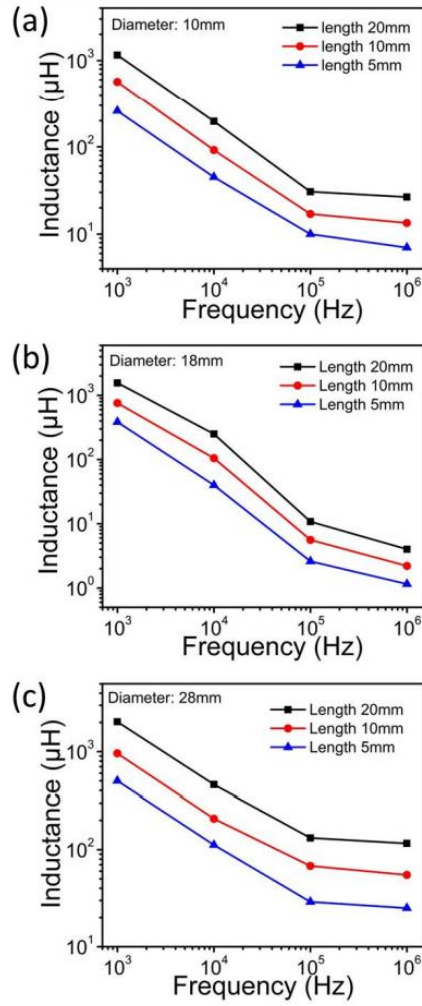 (a)
Diameter: 10mm
length 20mm
length 10mm
length 5mm
Inductance (µH)
10³
10²
10¹
10³ 10⁴ 10⁵ 10⁶
Frequency (Hz)
(b)
Diameter: 18mm
Length 20mm
Length 10mm
Length 5mm
Inductance (µH)
10³
10²
10¹
10⁰
10³ 10⁴ 10⁵ 10⁶
Frequency (Hz)
(c)
Diameter: 28mm
Length 20mm
Length 10mm
Length 5mm
Inductance (µH)
10³
10²
10¹
10³ 10⁴ 10⁵ 10⁶
Frequency (Hz)